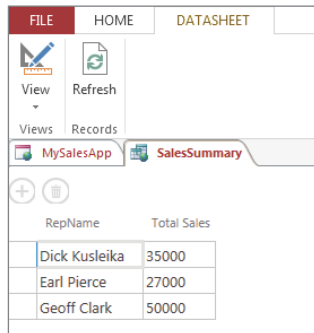 FILE HOME DATASHEET
View Refresh
Views Records
MySalesApp SalesSummary
RepName Total Sales
Dick Kusleika 35000
Earl Pierce 27000
Geoff Clark 50000